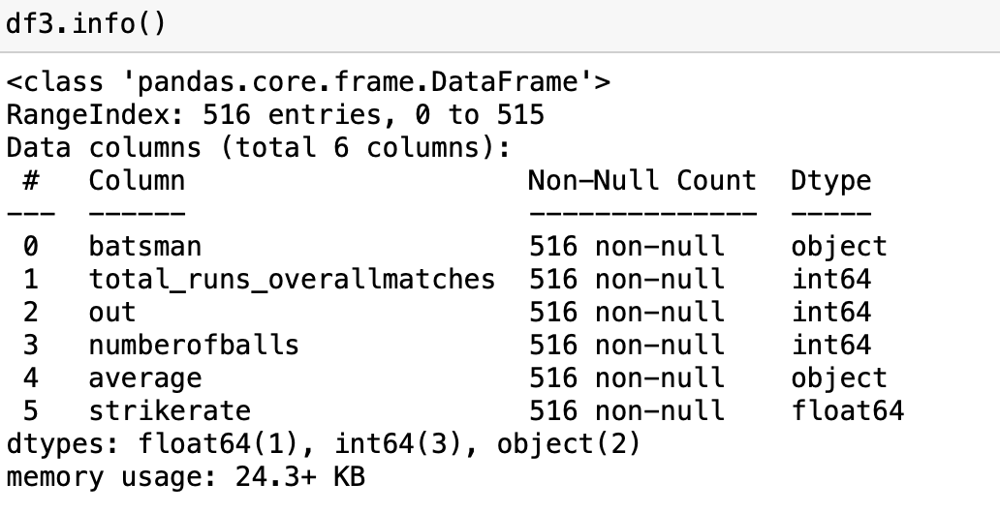 df3.info()
<class 'pandas.core.frame.DataFrame'>
RangeIndex: 516 entries, 0 to 515
Data columns (total 6 columns):
 #   Column                     Non-Null Count  Dtype
---  ------                     --------------  -----
 0   batsman                    516 non-null    object
 1   total_runs_overallmatches  516 non-null    int64
 2   out                        516 non-null    int64
 3   numberofballs              516 non-null    int64
 4   average                    516 non-null    object
 5   strikerate                 516 non-null    float64
dtypes: float64(1), int64(3), object(2)
memory usage: 24.3+ KB